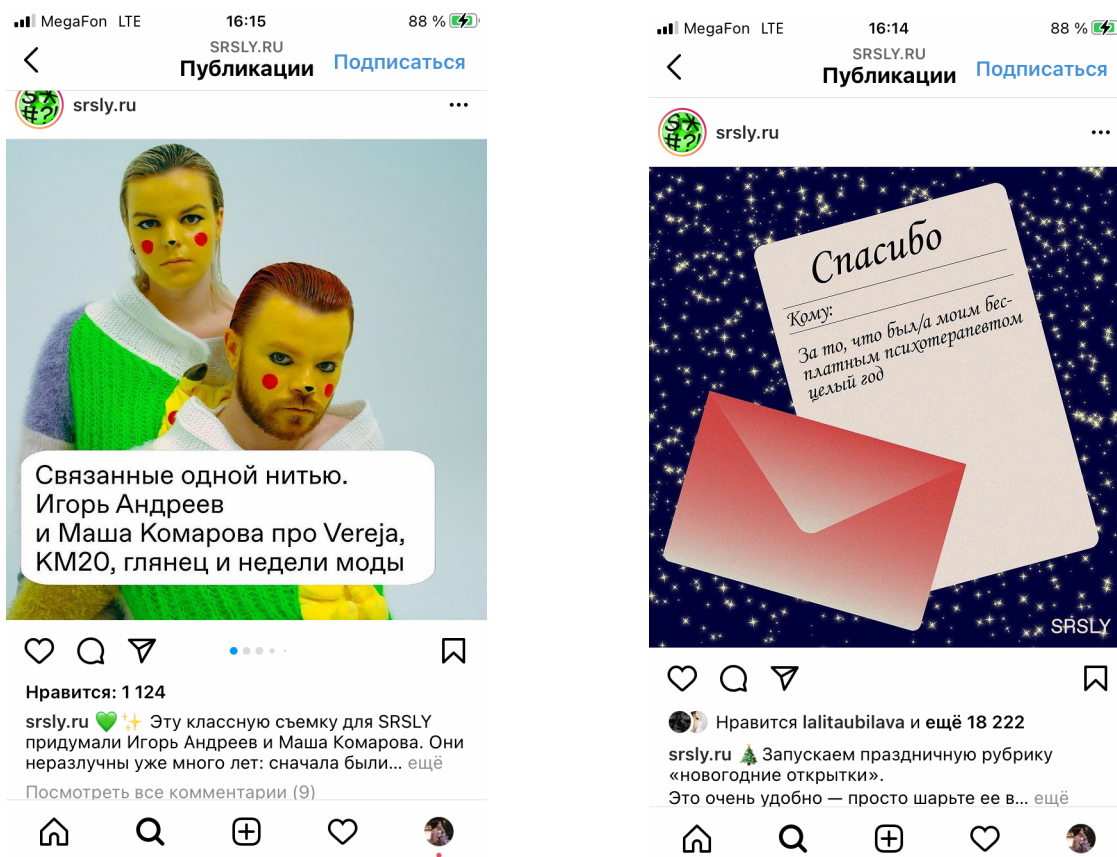 MegaFon LTE 16:15 88 %
SRSLY.RU
Публикации Подписаться
srsly.ru
Связанные одной нитью.
Игорь Андреев
и Маша Комарова про Vereja,
KM20, глянец и недели моды
Нравится: 1 124
srsly.ru 💚✨ Эту классную съемку для SRSLY
придумали Игорь Андреев и Маша Комарова. Они
неразлучны уже много лет: сначала были... ещё
Посмотреть все комментарии (9)
MegaFon LTE 16:14 88 %
SRSLY.RU
Публикации Подписаться
S*
#?!
srsly.ru
Спасибо
Кому:
За то, что был/а моим бес-
платным психотерапевтом
целый год
SRSLY
Нравится lalitaubilava и ещё 18 222
srsly.ru 🎄Запускаем праздничную рубрику
«новогодние открытки».
Это очень удобно — просто шарьте ее в... ещё